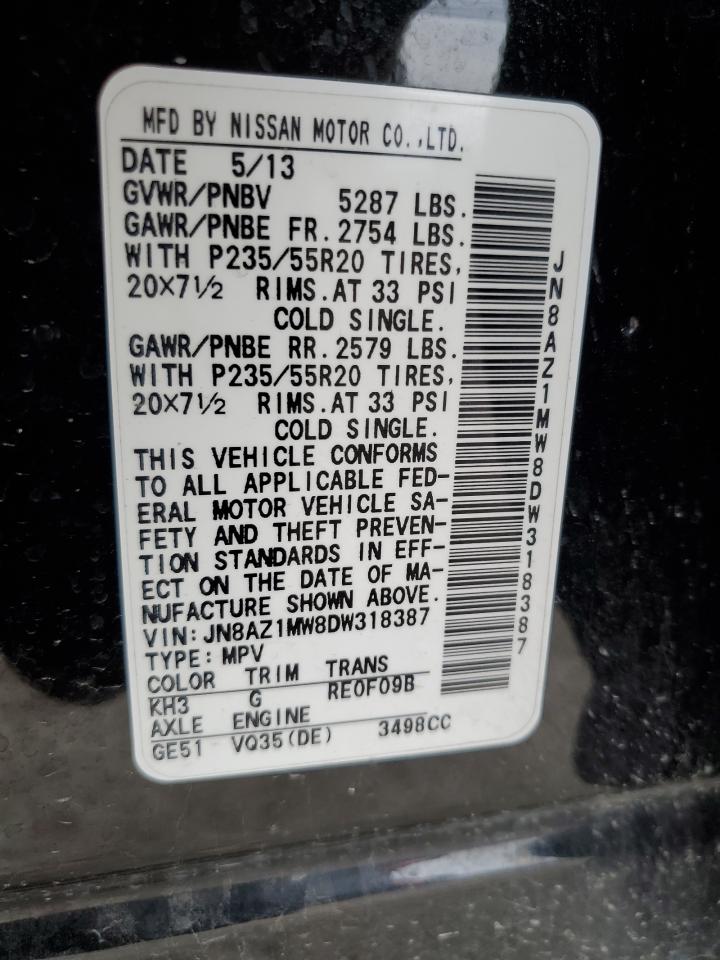 MFD BY NISSAN MOTOR CO.,LTD.
DATE 5/13
GVWR/PNBV 5287 LBS.
GAWR/PNBE FR.2754 LBS.
WITH P235/55R20 TIRES,
20×7½ RIMS.AT 33 PSI
COLD SINGLE.
GAWR/PNBE RR.2579 LBS.
WITH P235/55R20 TIRES,
20×7½ RIMS.AT 33 PSI
COLD SINGLE.
THIS VEHICLE CONFORMS
TO ALL APPLICABLE FED-
ERAL MOTOR VEHICLE SA-
FETY AND THEFT PREVEN-
TION STANDARDS IN EFF-
ECT ON THE DATE OF MA-
NUFACTURE SHOWN ABOVE.
VIN:JN8AZ1MW8DW318387
TYPE:MPV
COLOR TRIM TRANS
KH3 G RE0F09B
AXLE ENGINE
GE51 VQ35(DE) 3498CC
JN8AZ1MW8DW318387